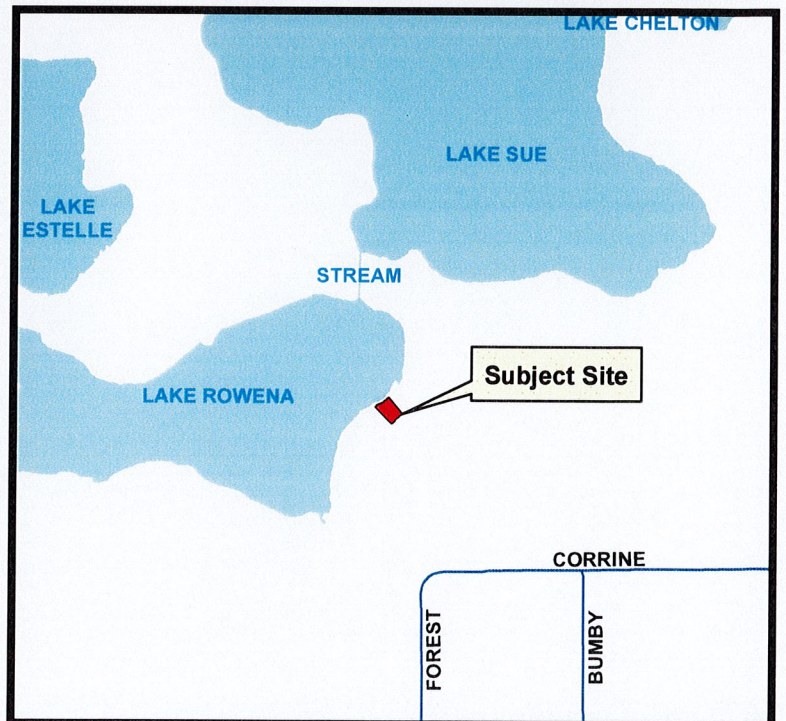 LAKE CHELTON
LAKE SUE
LAKE
ESTELLE
STREAM
Subject Site
LAKE ROWENA
CORRINE
FOREST
BUMBY